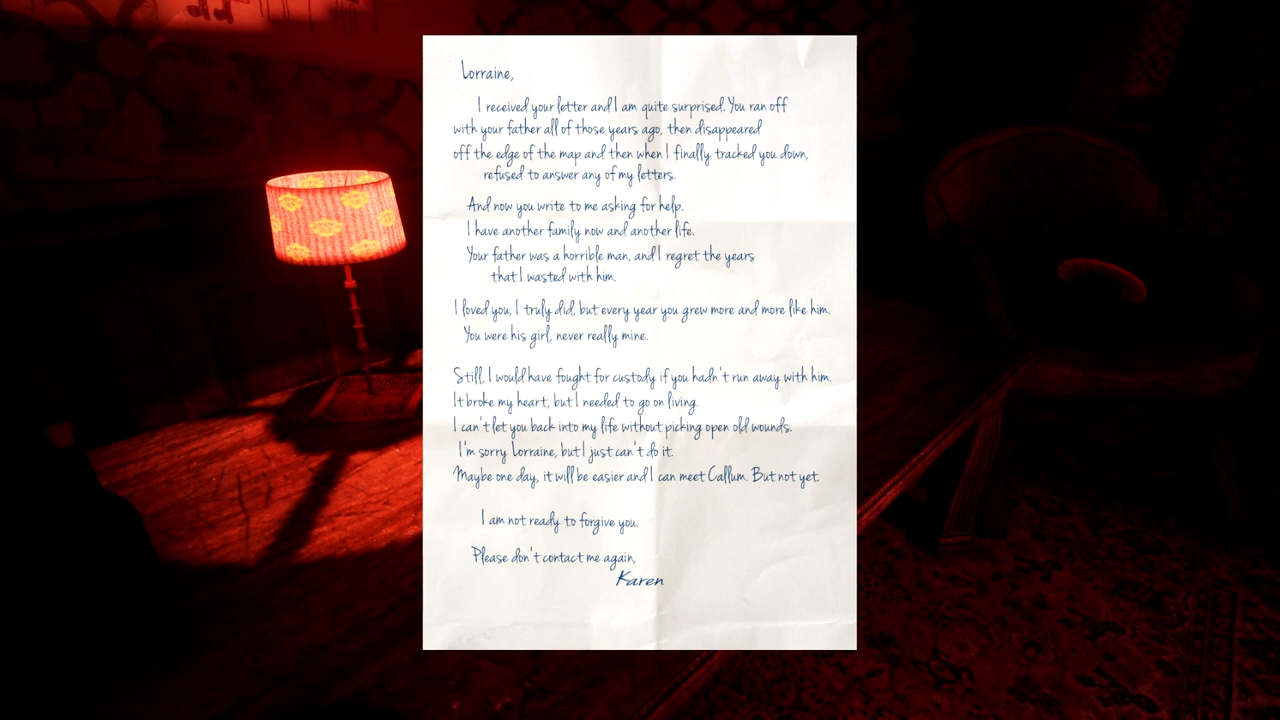 Lorraine,
I received your letter and I am quite surprised. You ran off
with your father all of those years ago, then disappeared
off the edge of the map and then when I finally tracked you down,
refused to answer any of my letters.
And now you write to me asking for help.
I have another family now and another life.
Your father was a horrible man, and I regret the years
that I wasted with him.
I loved you, I truly did, but every year you grew more and more like him.
You were his girl, never really mine.
Still, I would have fought for custody if you hadn't run away with him.
It broke my heart, but I needed to go on living.
I can't let you back into my life without picking open old wounds.
I'm sorry Lorraine, but I just can't do it.
Maybe one day, it will be easier and I can meet Callum. But not yet.
I am not ready to forgive you.
Please don't contact me again,
Karen